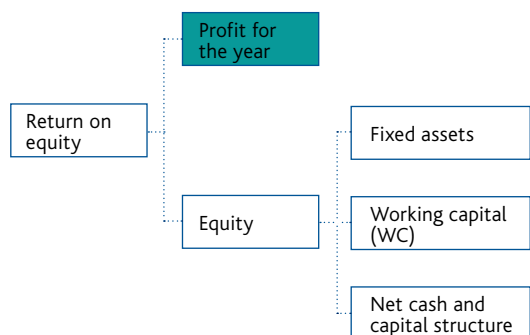 Profit for
the year
Return on
equity
Fixed assets
Equity
Working capital
(WC)
Net cash and
capital structure